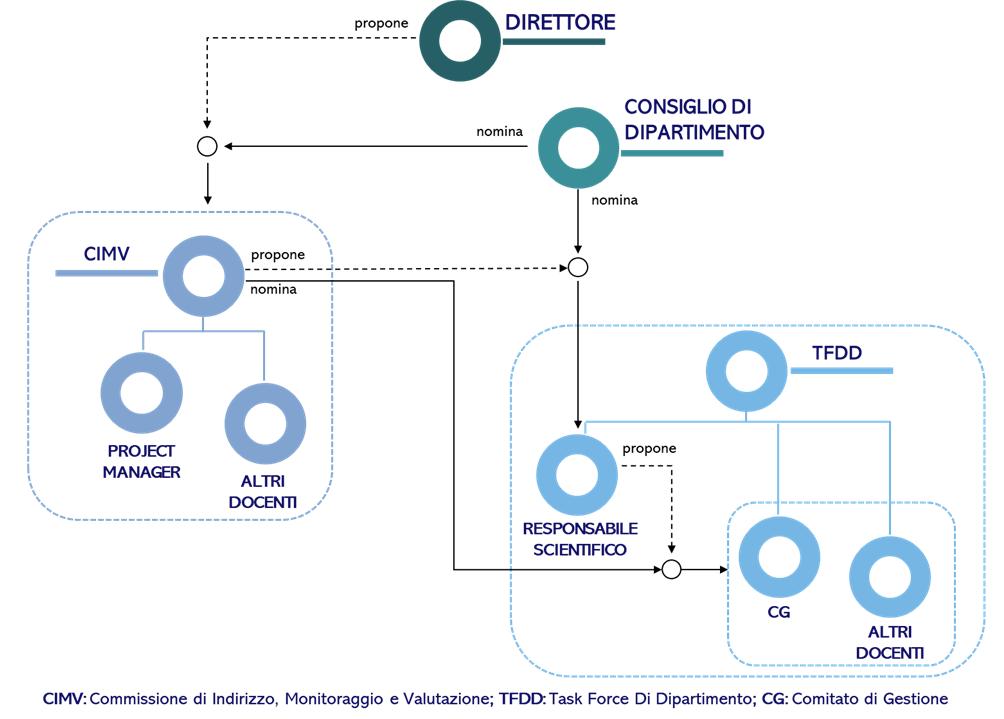 propone
DIRETTORE
CONSIGLIO DI
DIPARTIMENTO
nomina
nomina
CIMV
propone
nomina
TFDD
PROJECT
MANAGER
ALTRI
DOCENTI
propone
RESPONSABILE
SCIENTIFICO
CG
ALTRI
DOCENTI
CIMV: Commissione di Indirizzo, Monitoraggio e Valutazione; TFDD: Task Force Di Dipartimento; CG: Comitato di Gestione